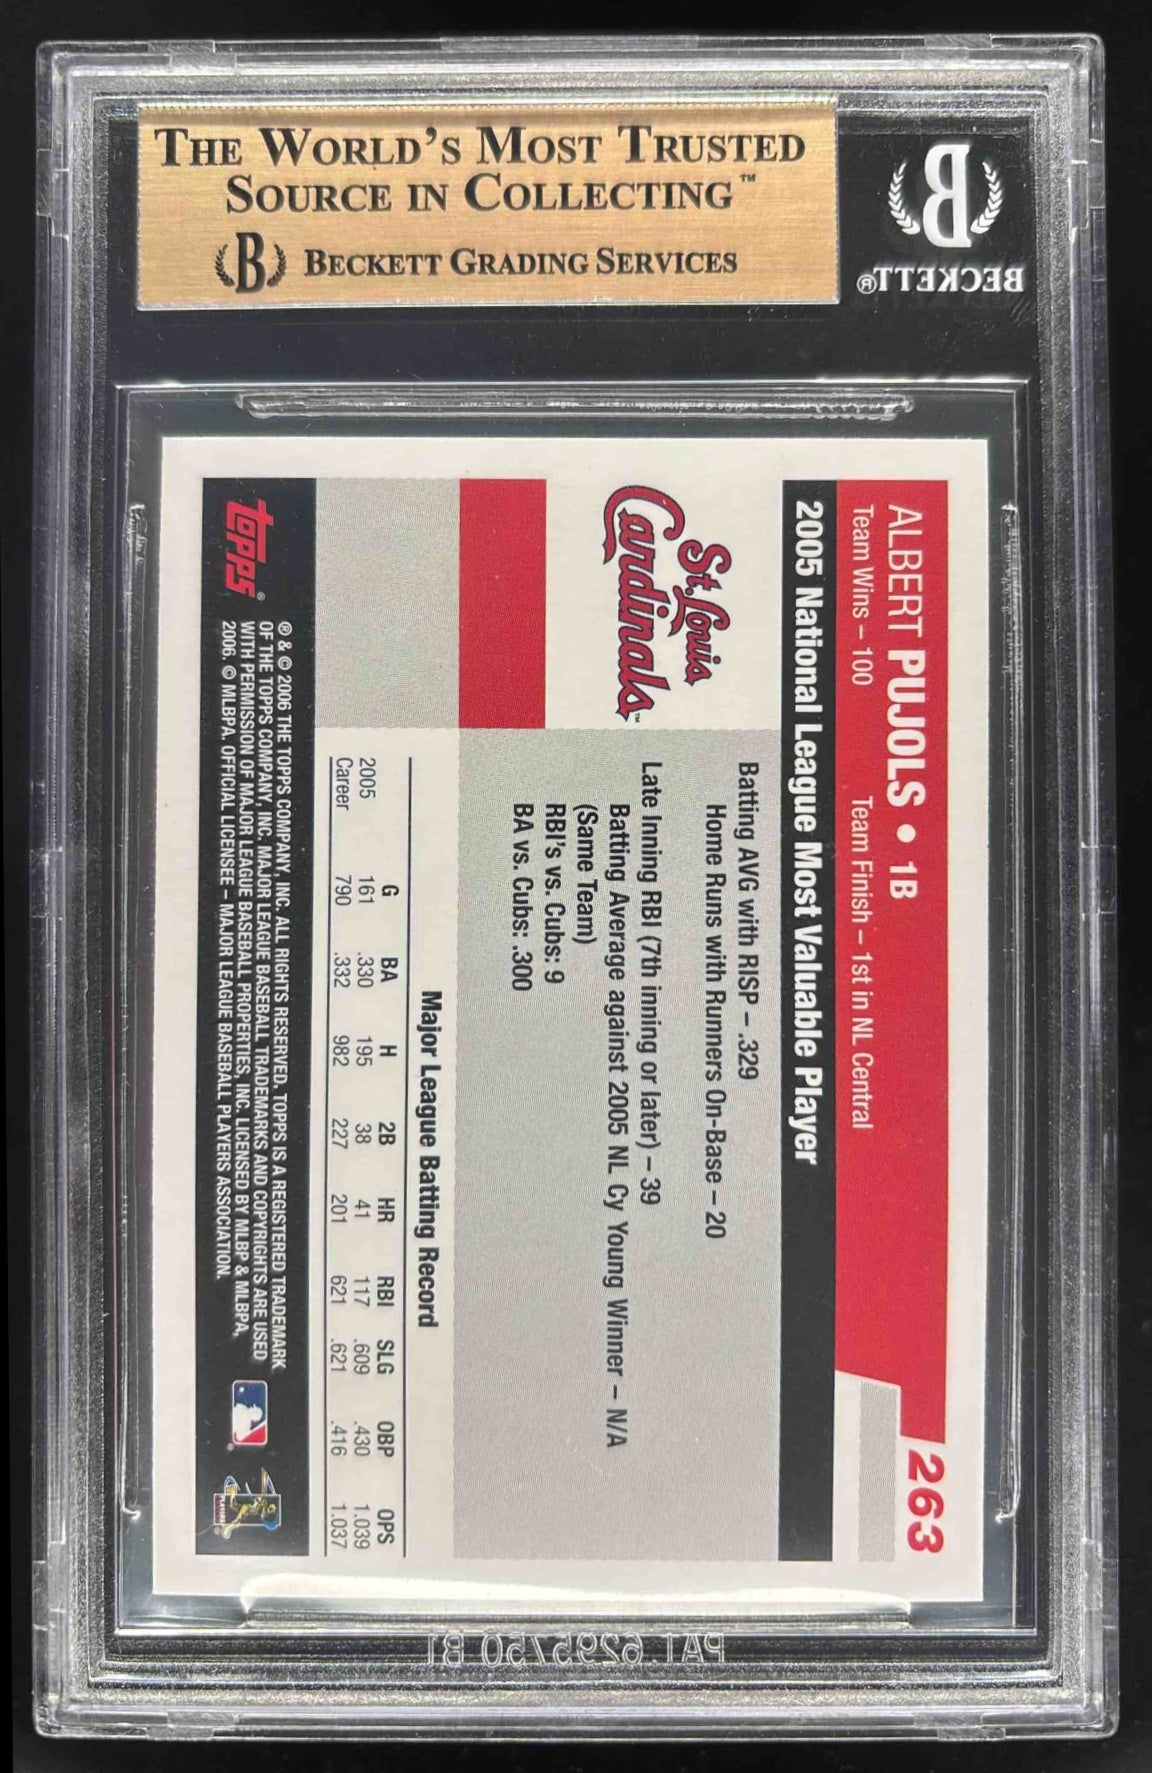 THE WORLD'S MOST TRUSTED
SOURCE IN COLLECTING™
B BECKETT GRADING SERVICES
B
BECKETT®
ALBERT PUJOLS • 1B
263
Team Wins – 100 Team Finish – 1st in NL Central
2005 National League Most Valuable Player
St. Louis
Cardinals™
Batting AVG with RISP – .329
Home Runs with Runners On-Base – 20
Late Inning RBI (7th inning or later) – 39
Batting Average against 2005 NL Cy Young Winner – N/A
(Same Team)
RBI's vs. Cubs: 9
BA vs. Cubs: .300
Major League Batting Record
G BA H 2B HR RBI SLG OBP OPS
2005 161 .330 195 38 41 117 .609 .430 1.039
Career 790 .332 982 227 201 621 .621 .416 1.037
topps®
® & © 2006 THE TOPPS COMPANY, INC. ALL RIGHTS RESERVED. TOPPS IS A REGISTERED TRADEMARK
OF THE TOPPS COMPANY, INC. MAJOR LEAGUE BASEBALL TRADEMARKS AND COPYRIGHTS ARE USED
WITH PERMISSION OF MAJOR LEAGUE BASEBALL PROPERTIES, INC. LICENSED BY MLBP & MLBPA,
2006. © MLBPA. OFFICIAL LICENSEE – MAJOR LEAGUE BASEBALL PLAYERS ASSOCIATION.
PLAYERS
PAT.6295750 B1